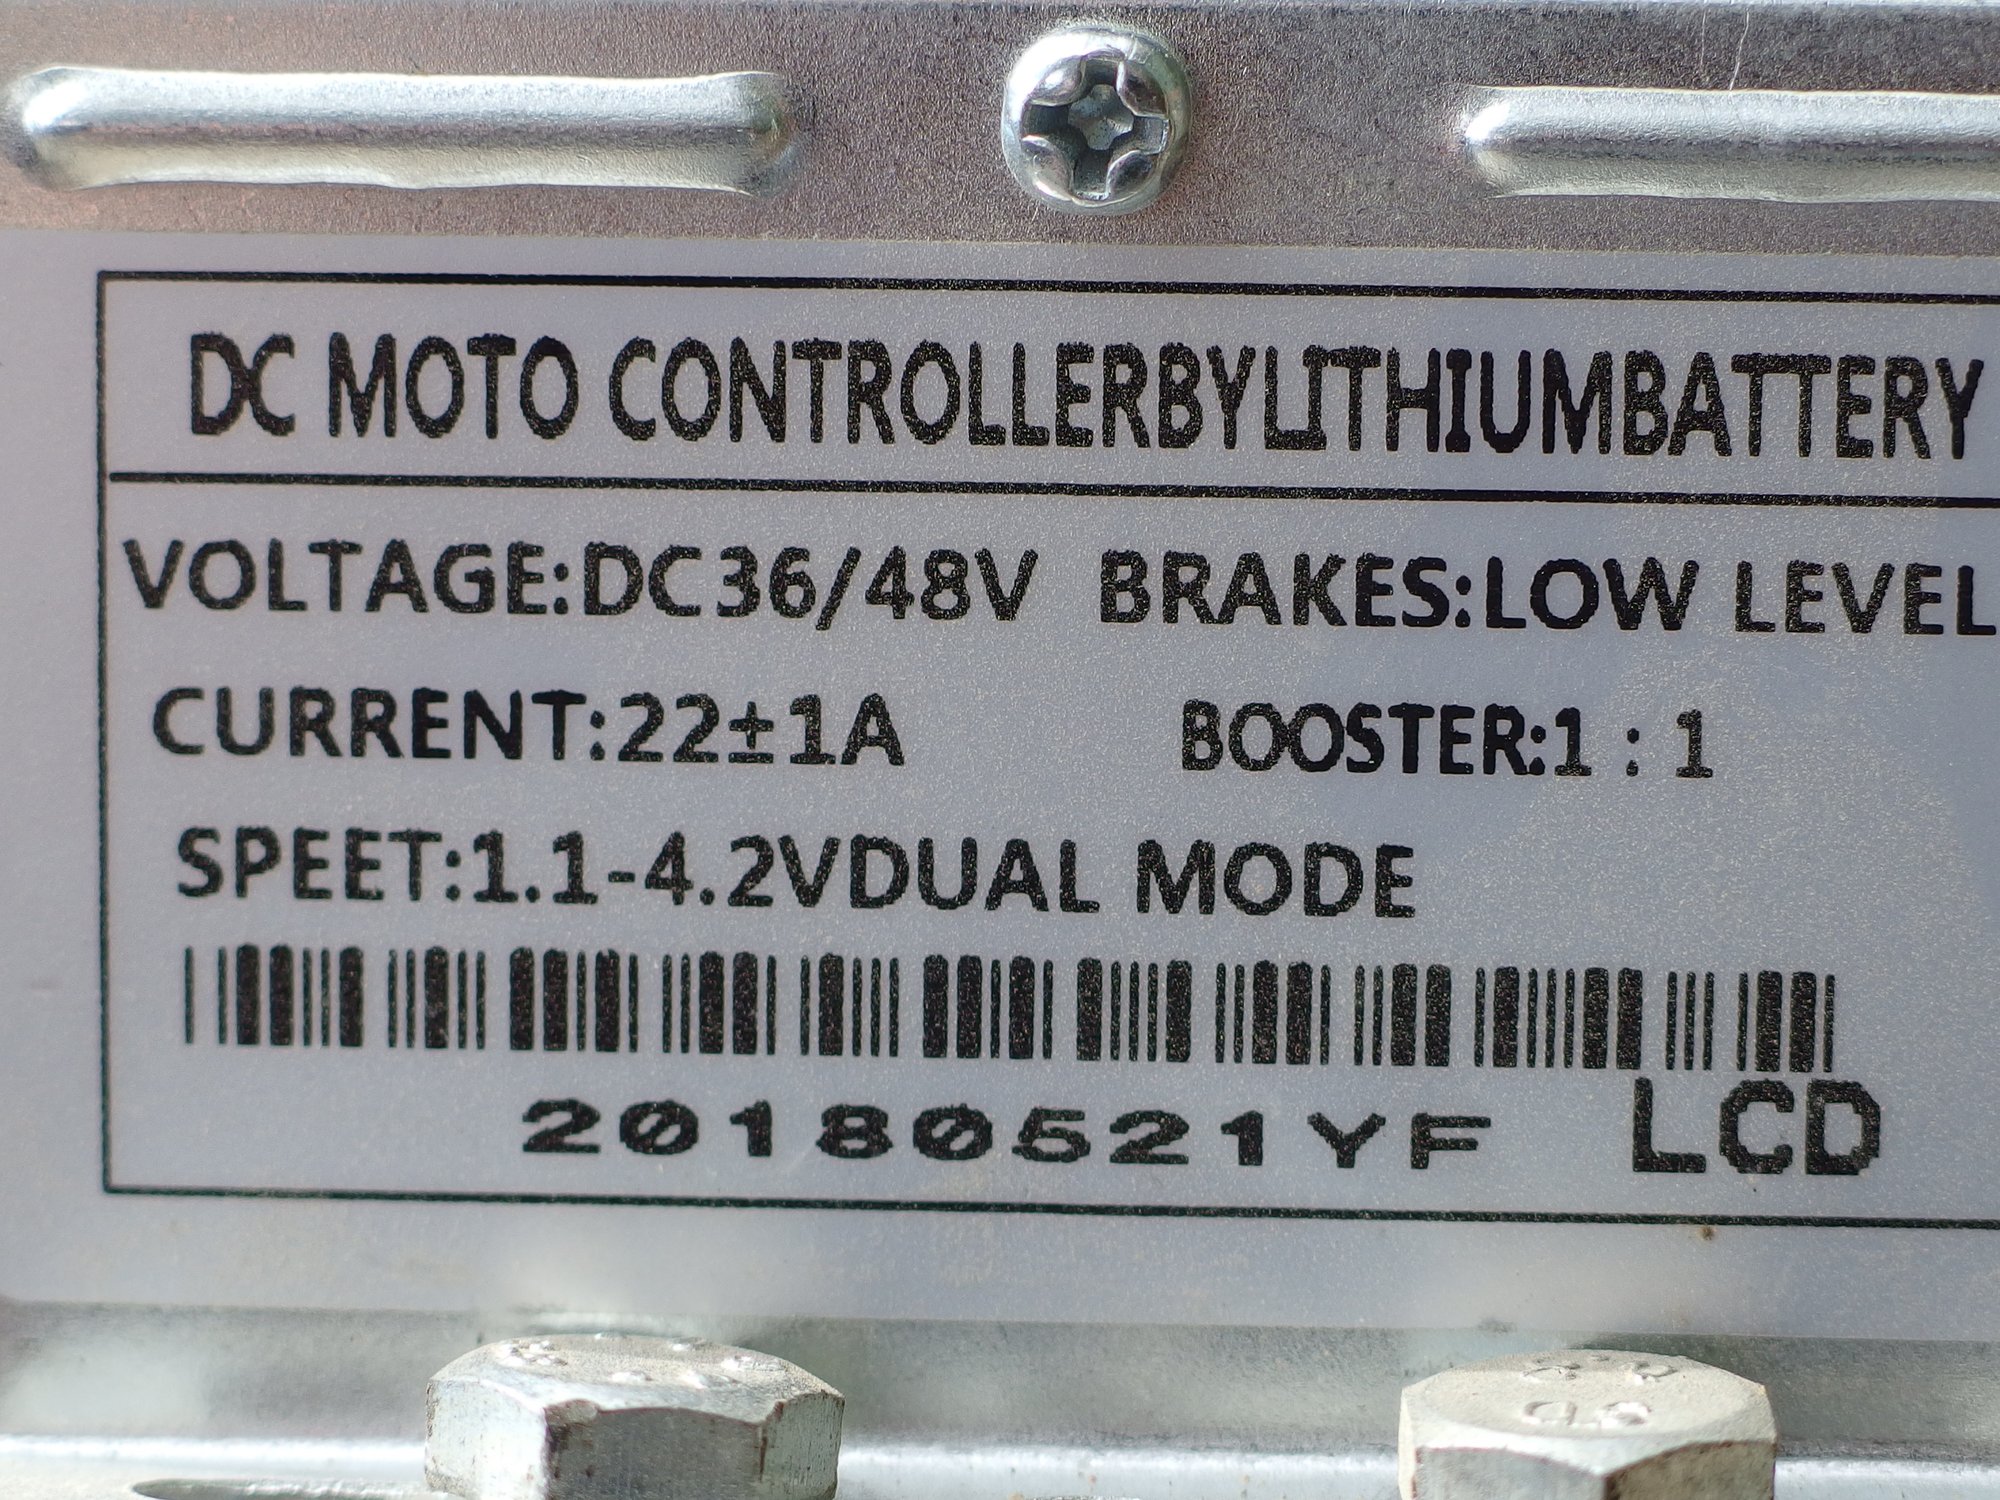 DC MOTO CONTROLLERBYLITHIUMBATTERY
VOLTAGE:DC36/48V BRAKES:LOW LEVEL
CURRENT:22±1A BOOSTER:1 : 1
SPEET:1.1-4.2VDUAL MODE
20180521YF LCD